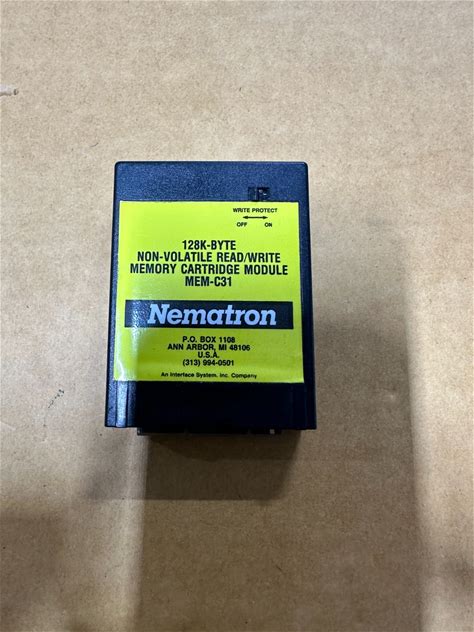 WRITE PROTECT
OFF ON
128K-BYTE
NON-VOLATILE READ/WRITE
MEMORY CARTRIDGE MODULE
MEM-C31
Nematron
P.O. BOX 1108
ANN ARBOR, MI 48106
U.S.A.
(313) 994-0501
An Interface System, Inc. Company